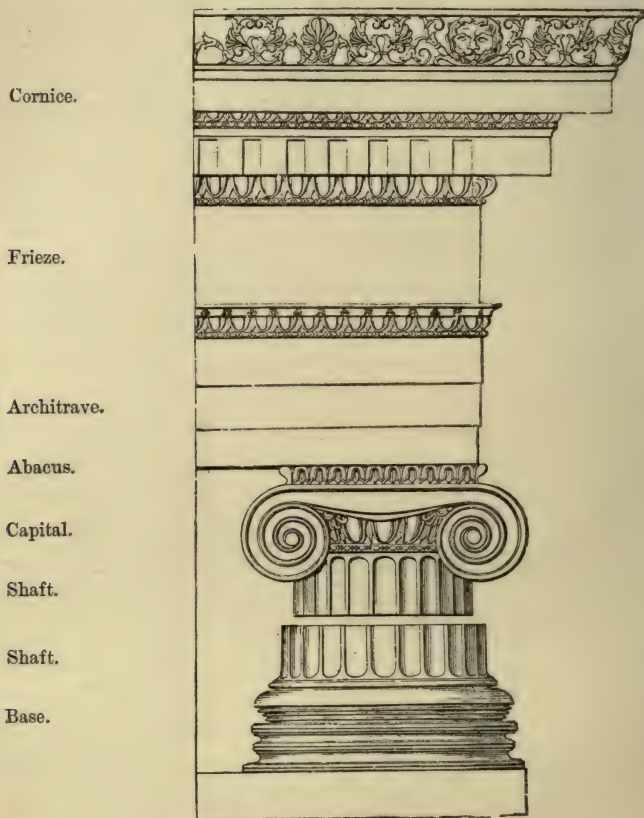 Cornice.
Frieze.
Architrave.
Abacus.
Capital.
Shaft.
Shaft.
Base.